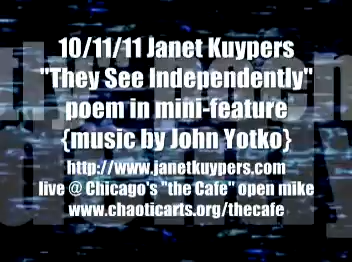 10/11/11 Janet Kuypers
"They See Independently"
poem in mini-feature
{music by John Yotko}
http://www.janetkuypers.com
live @ Chicago's "the Cafe" open mike
www.chaoticarts.org/thecafe